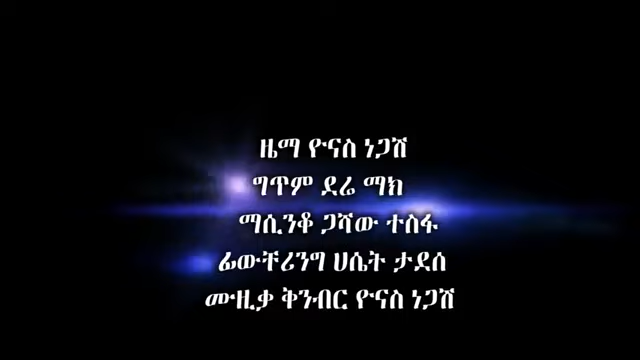 ዜማ ዮናስ ነጋሽ
ግጥም ደሬ ማክ
ማሲንቆ ጋሻው ተስፋ
ፊውቸሪንግ ሀሴት ታደሰ
ሙዚቃ ቅንብር ዮናስ ነጋሽ